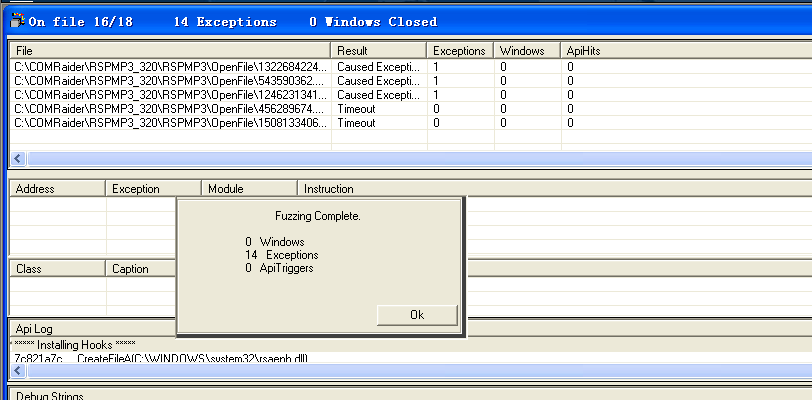 On file 16/18 14 Exceptions 0 Windows Closed
File Result Exceptions Windows ApiHits
C:\COMRaider\RSPMP3_320\RSPMP3\OpenFile\1322684224... Caused Excepti... 1 0 0
C:\COMRaider\RSPMP3_320\RSPMP3\OpenFile\543590362.... Caused Excepti... 1 0 0
C:\COMRaider\RSPMP3_320\RSPMP3\OpenFile\1246231341... Caused Excepti... 1 0 0
C:\COMRaider\RSPMP3_320\RSPMP3\OpenFile\456289674.... Timeout 0 0 0
C:\COMRaider\RSPMP3_320\RSPMP3\OpenFile\1508133406... Timeout 0 0 0
Address Exception Module Instruction
Fuzzing Complete.
0 Windows
14 Exceptions
0 ApiTriggers
Ok
Class Caption
Api Log
***** Installing Hooks *****
7c821a7c CreateFileA(C:\WINDOWS\system32\rsaenh.dll)
Debug Strings